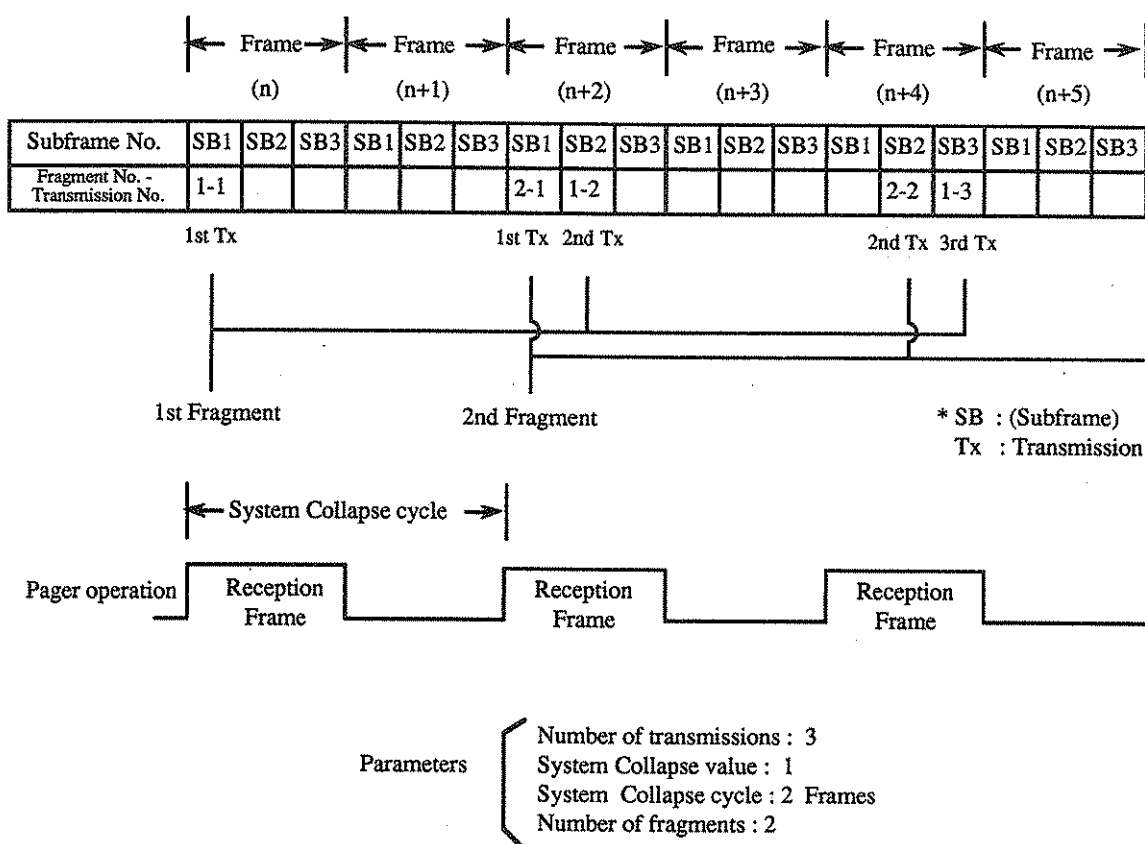 Frame Frame Frame Frame Frame Frame
(n) (n+1) (n+2) (n+3) (n+4) (n+5)
Subframe No. SB1 SB2 SB3 SB1 SB2 SB3 SB1 SB2 SB3 SB1 SB2 SB3 SB1 SB2 SB3 SB1 SB2 SB3
Fragment No. -
Transmission No. 1-1 2-1 1-2 2-2 1-3
1st Tx 1st Tx 2nd Tx 2nd Tx 3rd Tx
1st Fragment 2nd Fragment
* SB : (Subframe)
Tx : Transmission
System Collapse cycle
Pager operation Reception Frame Reception Frame Reception Frame
Parameters
Number of transmissions : 3
System Collapse value : 1
System Collapse cycle : 2 Frames
Number of fragments : 2